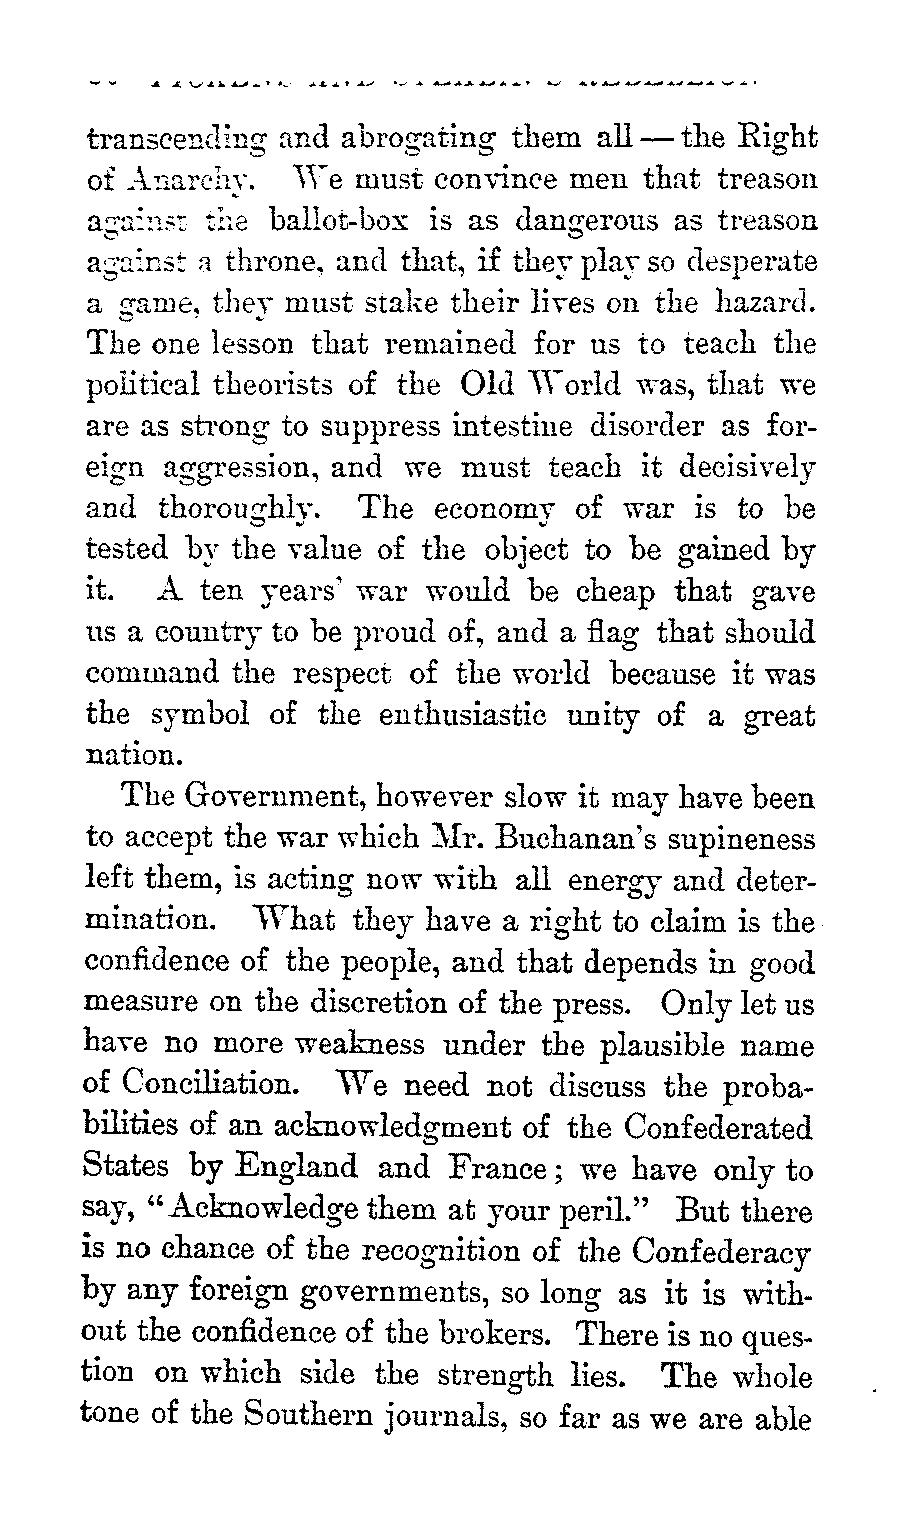 transcending and abrogating them all — the Right
of Anarchy. We must convince men that treason
against the ballot-box is as dangerous as treason
against a throne, and that, if they play so desperate
a game, they must stake their lives on the hazard.
The one lesson that remained for us to teach the
political theorists of the Old World was, that we
are as strong to suppress intestine disorder as for-
eign aggression, and we must teach it decisively
and thoroughly. The economy of war is to be
tested by the value of the object to be gained by
it. A ten years' war would be cheap that gave
us a country to be proud of, and a flag that should
command the respect of the world because it was
the symbol of the enthusiastic unity of a great
nation.
The Government, however slow it may have been
to accept the war which Mr. Buchanan's supineness
left them, is acting now with all energy and deter-
mination. What they have a right to claim is the
confidence of the people, and that depends in good
measure on the discretion of the press. Only let us
have no more weakness under the plausible name
of Conciliation. We need not discuss the proba-
bilities of an acknowledgment of the Confederated
States by England and France; we have only to
say, "Acknowledge them at your peril." But there
is no chance of the recognition of the Confederacy
by any foreign governments, so long as it is with-
out the confidence of the brokers. There is no ques-
tion on which side the strength lies. The whole
tone of the Southern journals, so far as we are able